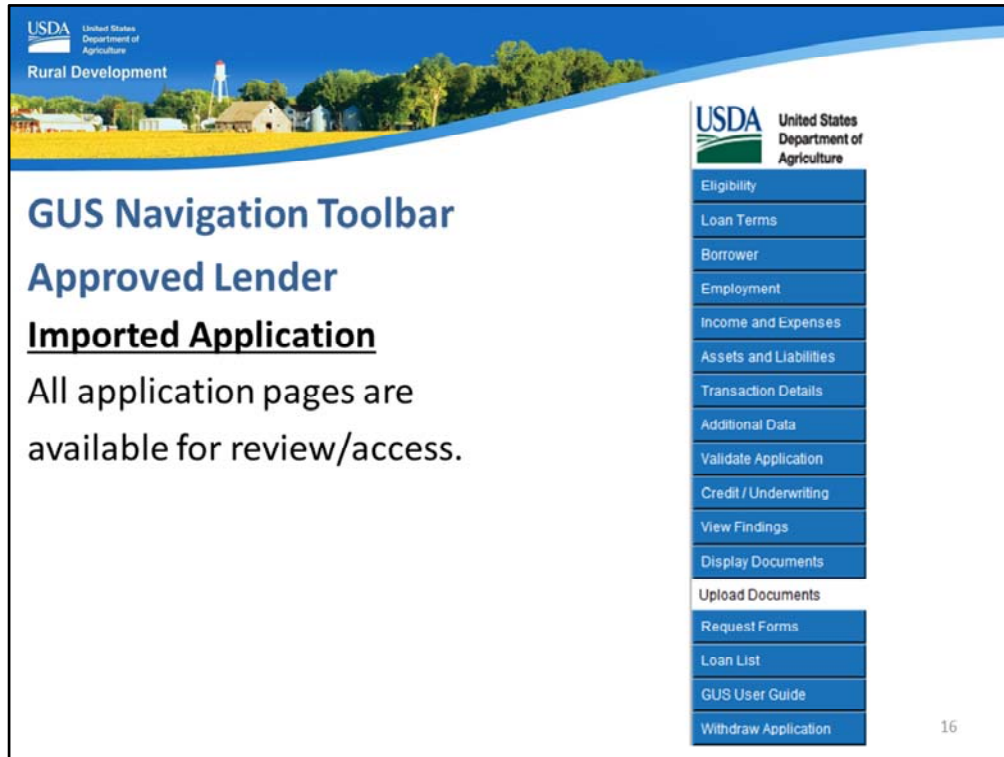 USDA
United States
Department of
Agriculture
Rural Development
GUS Navigation Toolbar
Approved Lender
Imported Application
All application pages are
available for review/access.
USDA
United States
Department of
Agriculture
Eligibility
Loan Terms
Borrower
Employment
Income and Expenses
Assets and Liabilities
Transaction Details
Additional Data
Validate Application
Credit / Underwriting
View Findings
Display Documents
Upload Documents
Request Forms
Loan List
GUS User Guide
Withdraw Application
16